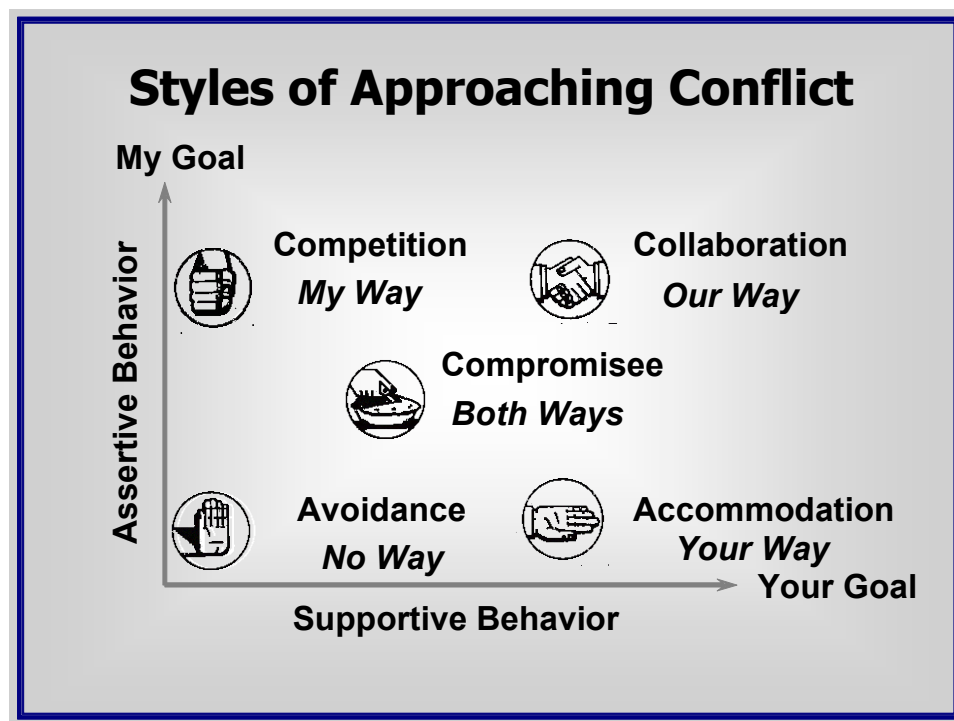 Styles of Approaching Conflict
My Goal
Assertive Behavior
Competition
My Way
Collaboration
Our Way
Compromisee
Both Ways
Avoidance
No Way
Accommodation
Your Way
Your Goal
Supportive Behavior